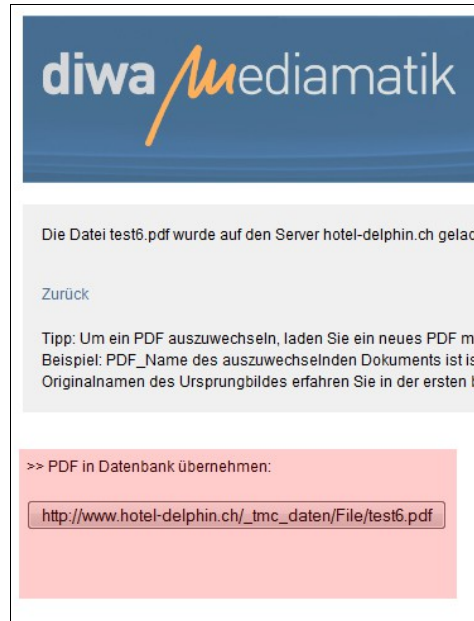 diwa Mediamatik
Die Datei test6.pdf wurde auf den Server hotel-delphin.ch
Zurück
Tipp: Um ein PDF auszuwechseln, laden Sie ein neues PDF
Beispiel: PDF_Name des auszuwechselnden Dokuments ist
Originalnamen des Ursprungbildes erfahren Sie in der ersten
>> PDF in Datenbank übernehmen:
http://www.hotel-delphin.ch/_tmc_daten/File/test6.pdf